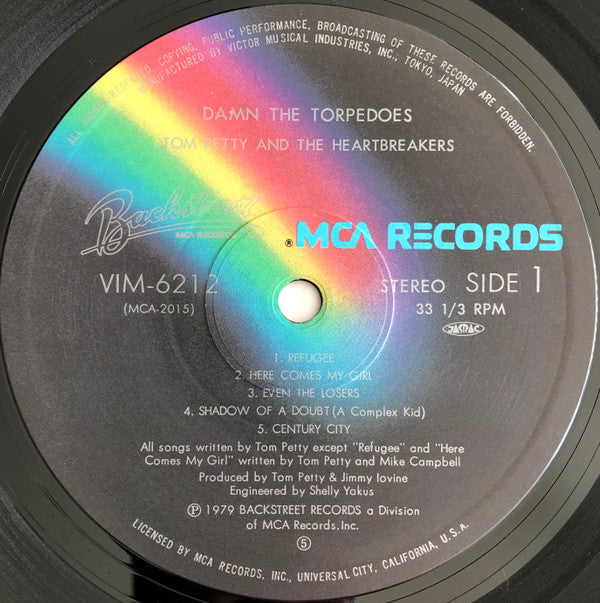 ALL RIGHTS RESERVED. COPYING, PUBLIC PERFORMANCE, BROADCASTING OF THESE RECORDS ARE FORBIDDEN.
MANUFACTURED BY VICTOR MUSICAL INDUSTRIES, INC., TOKYO, JAPAN
DAMN THE TORPEDOES
TOM PETTY AND THE HEARTBREAKERS
Backstreet
MCA RECORDS
® MCA RECORDS
VIM-6212
(MCA-2015)
STEREO SIDE 1
33 1/3 RPM
JASRAC
1. REFUGEE
2. HERE COMES MY GIRL
3. EVEN THE LOSERS
4. SHADOW OF A DOUBT (A Complex Kid)
5. CENTURY CITY
All songs written by Tom Petty except "Refugee" and "Here
Comes My Girl" written by Tom Petty and Mike Campbell
Produced by Tom Petty & Jimmy Iovine
Engineered by Shelly Yakus
Ⓟ 1979 BACKSTREET RECORDS a Division
of MCA Records, Inc.
⑤
LICENSED BY MCA RECORDS, INC., UNIVERSAL CITY, CALIFORNIA, U.S.A.